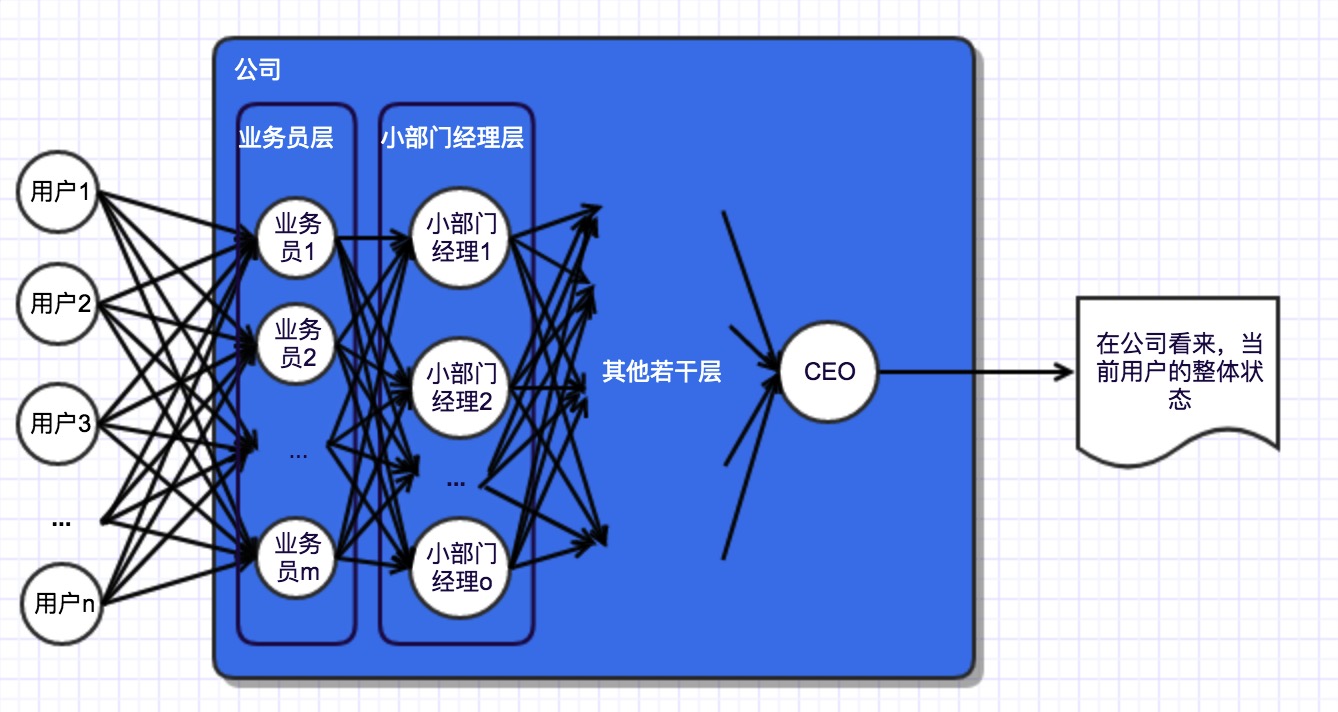 公司
业务员层
小部门经理层
用户1
用户2
用户3
...
用户n
业务
员1
业务
员2
...
业务
员m
小部门
经理1
小部门
经理2
...
小部门
经理o
其他若干层
CEO
在公司看来，当
前用户的整体状
态